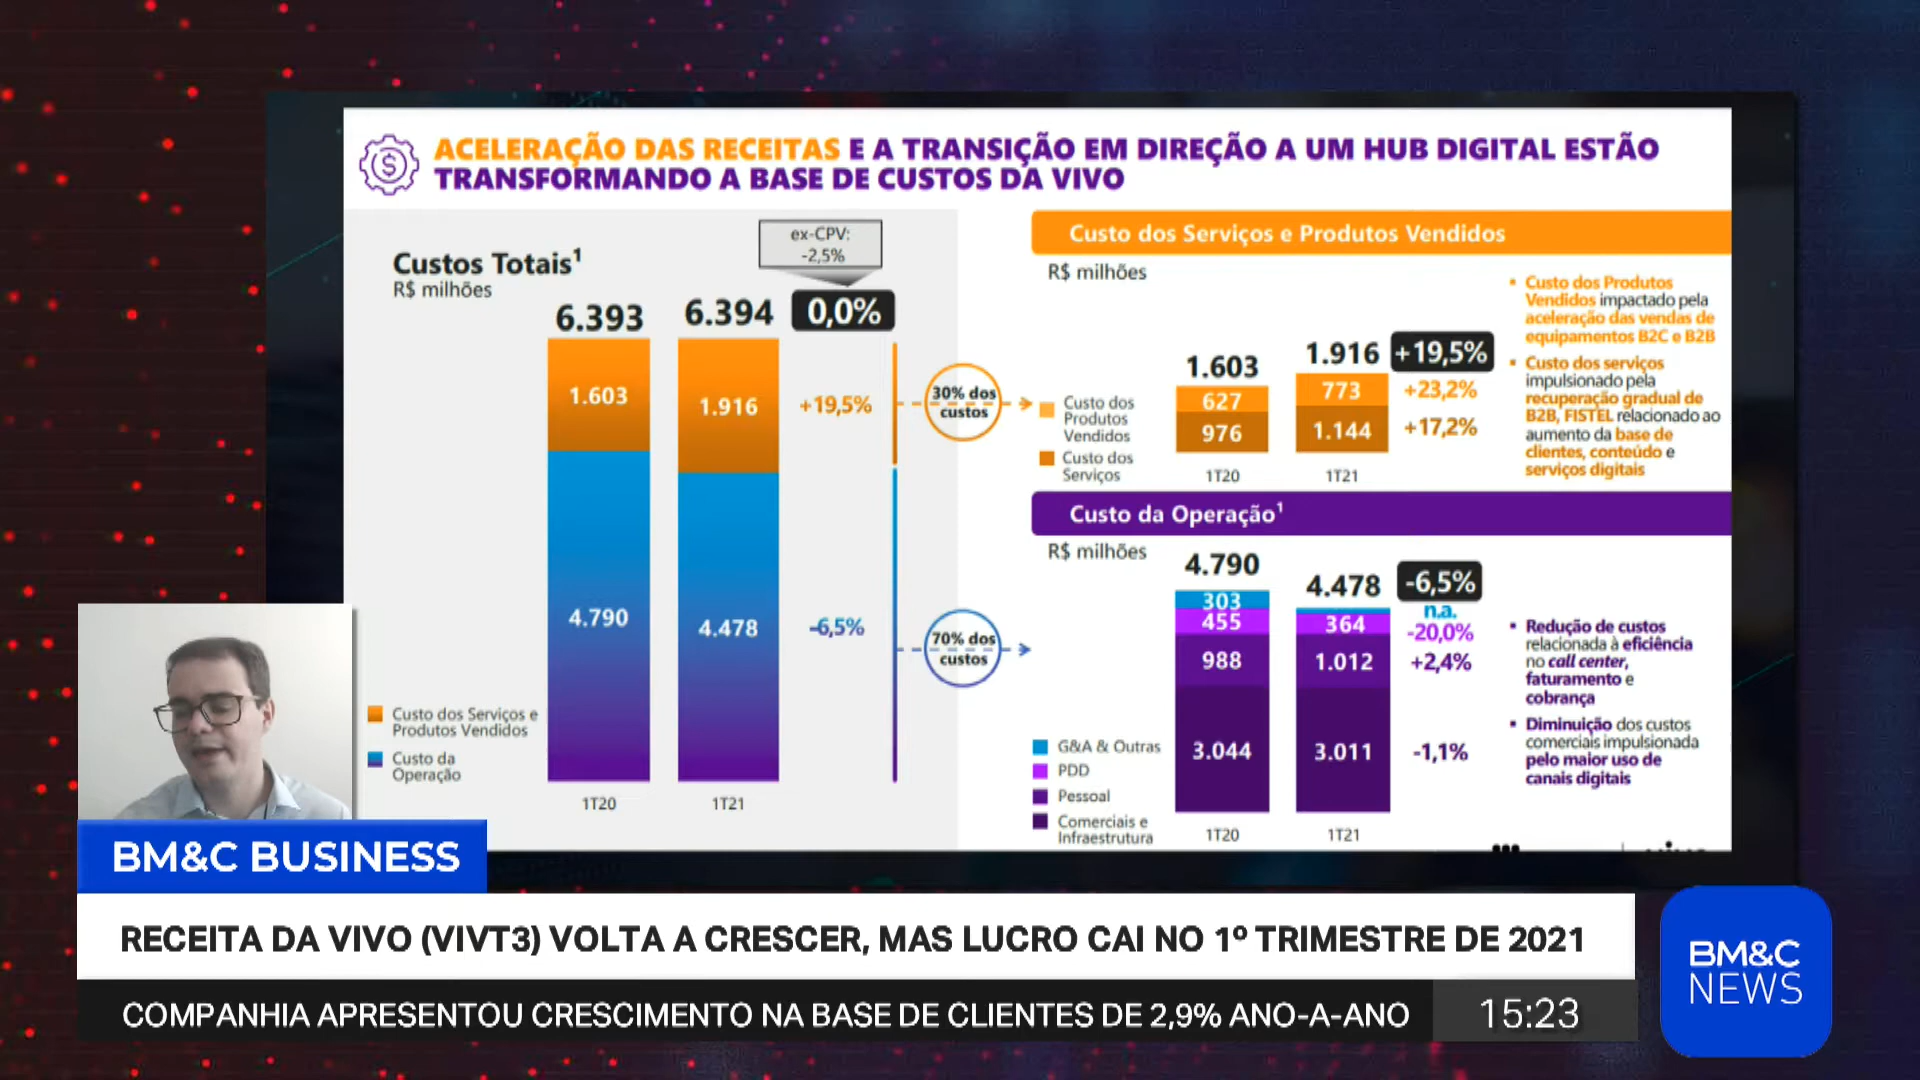 ACELERAÇÃO DAS RECEITAS E A TRANSIÇÃO EM DIREÇÃO A UM HUB DIGITAL ESTÃO
TRANSFORMANDO A BASE DE CUSTOS DA VIVO
Custos Totais¹
R$ milhões
ex-CPV:
-2,5%
6.393
6.394
0,0%
1.603
1.916
+19,5%
4.790
4.478
-6,5%
Custo dos Serviços e
Produtos Vendidos
Custo da
Operação
1T20
1T21
30% dos
custos
70% dos
custos
Custo dos Serviços e Produtos Vendidos
R$ milhões
1.603
1.916
+19,5%
627
773
+23,2%
976
1.144
+17,2%
Custo dos
Produtos
Vendidos
Custo dos
Serviços
1T20
1T21
▪ Custo dos Produtos
Vendidos impactado pela
aceleração das vendas de
equipamentos B2C e B2B
▪ Custo dos serviços
impulsionado pela
recuperação gradual de
B2B, FISTEL relacionado ao
aumento da base de
clientes, conteúdo e
serviços digitais
Custo da Operação¹
R$ milhões
4.790
4.478
-6,5%
303
n.a.
455
364
-20,0%
988
1.012
+2,4%
3.044
3.011
-1,1%
G&A & Outras
PDD
Pessoal
Comerciais e
Infraestrutura
1T20
1T21
▪ Redução de custos
relacionada à eficiência
no call center,
faturamento e
cobrança
▪ Diminuição dos custos
comerciais impulsionada
pelo maior uso de
canais digitais
BM&C BUSINESS
RECEITA DA VIVO (VIVT3) VOLTA A CRESCER, MAS LUCRO CAI NO 1º TRIMESTRE DE 2021
COMPANHIA APRESENTOU CRESCIMENTO NA BASE DE CLIENTES DE 2,9% ANO-A-ANO
15:23
BM&C
NEWS